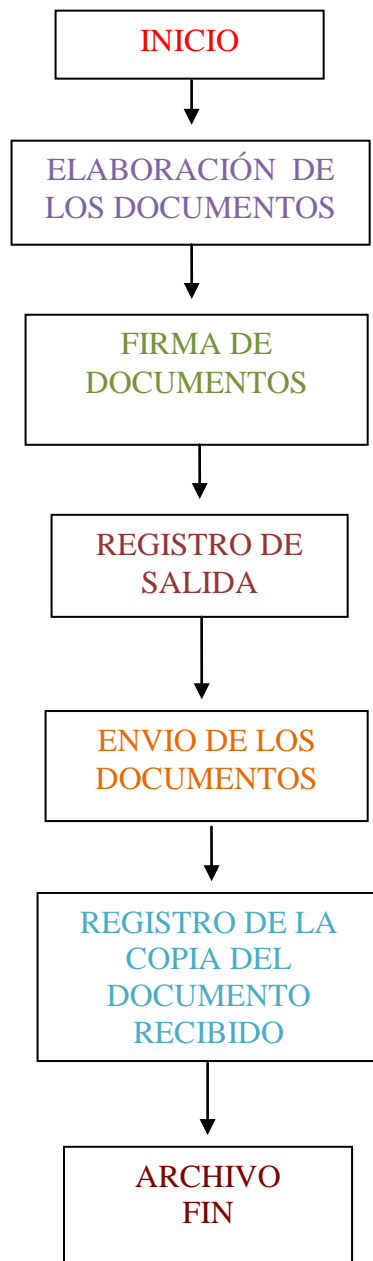 INICIO
ELABORACIÓN DE
LOS DOCUMENTOS
FIRMA DE
DOCUMENTOS
REGISTRO DE
SALIDA
ENVIO DE LOS
DOCUMENTOS
REGISTRO DE LA
COPIA DEL
DOCUMENTO
RECIBIDO
ARCHIVO
FIN